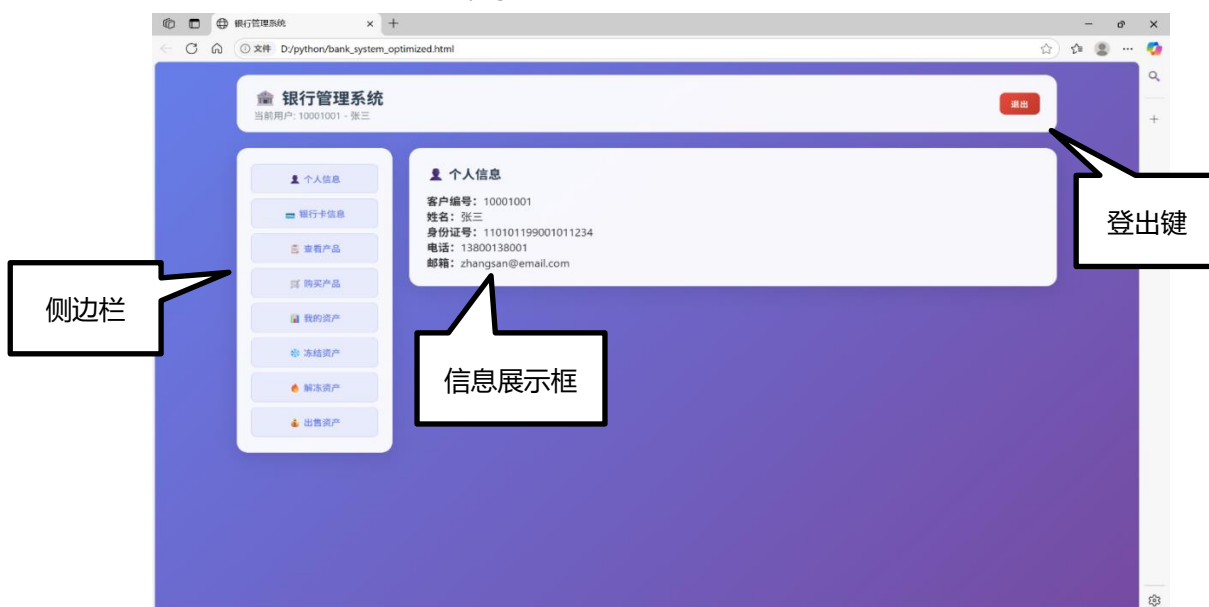 银行管理系统
文件 D:/python/bank_system_optimized.html
银行管理系统
当前用户: 10001001 - 张三
退出
个人信息
银行卡信息
查看产品
购买产品
我的资产
冻结资产
解冻资产
出售资产
个人信息
客户编号：10001001
姓名：张三
身份证号：110101199001011234
电话：13800138001
邮箱：zhangsan@email.com
登出键
侧边栏
信息展示框